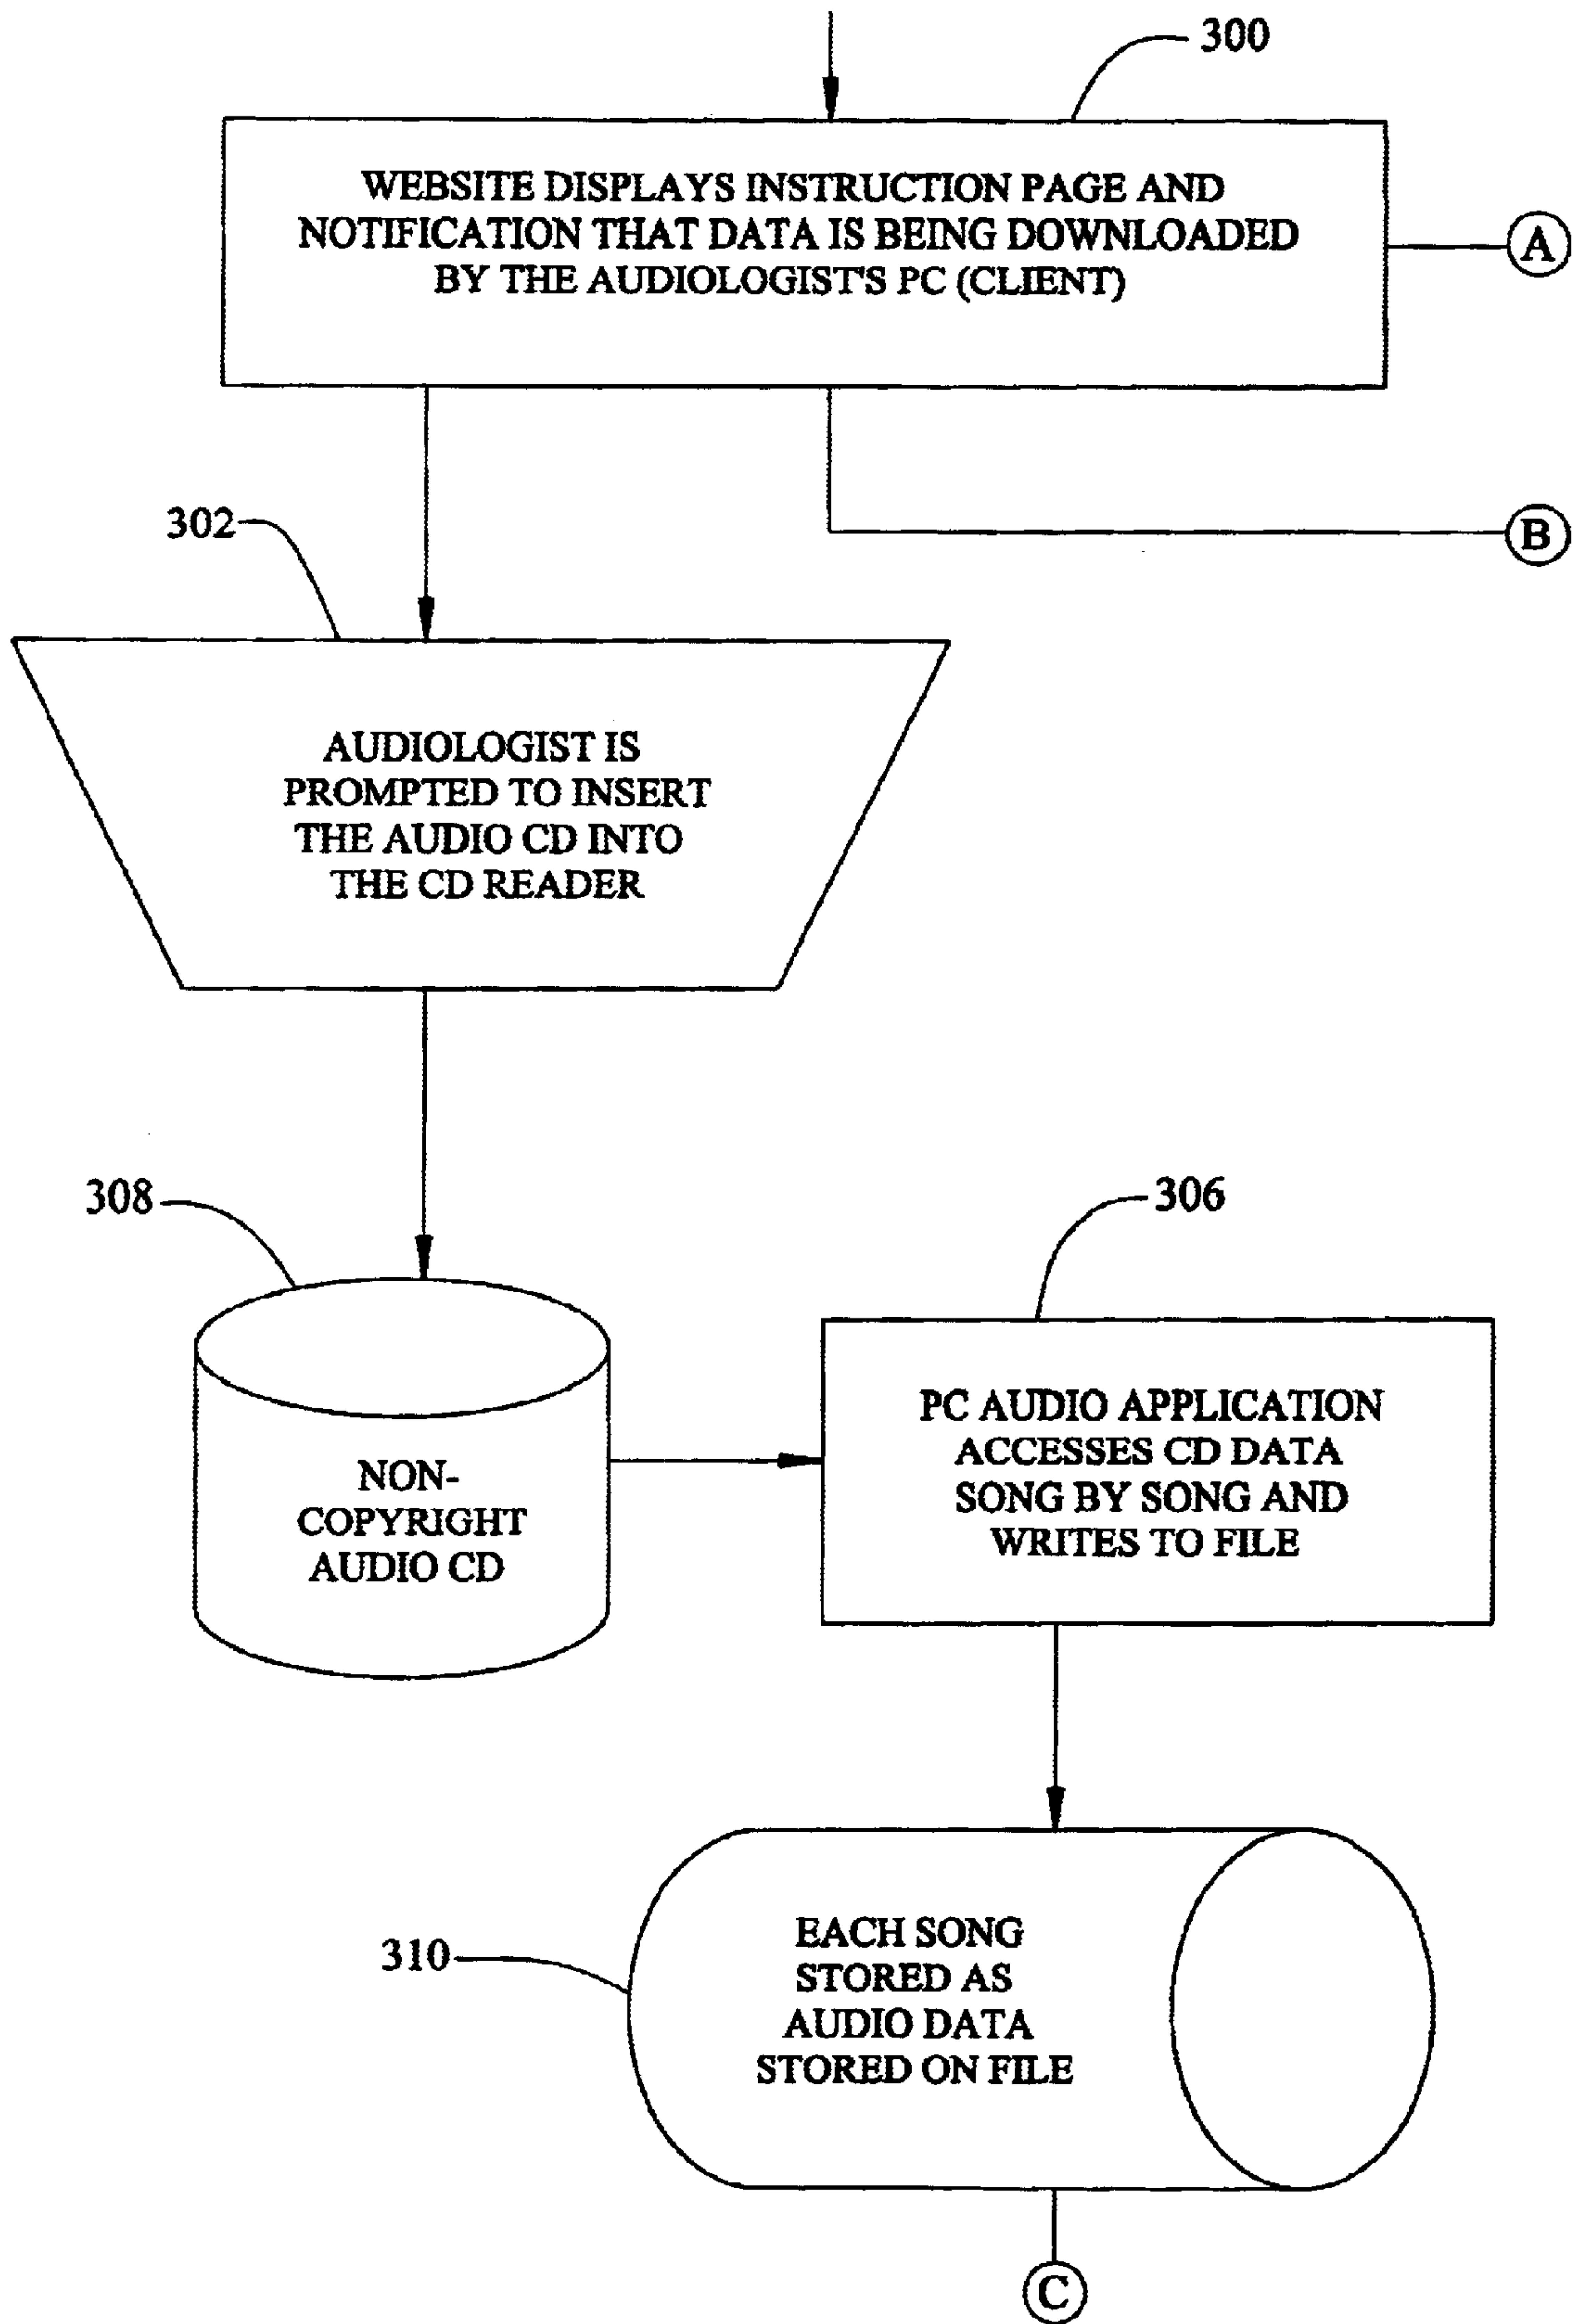 300
WEBSITE DISPLAYS INSTRUCTION PAGE AND
NOTIFICATION THAT DATA IS BEING DOWNLOADED
BY THE AUDIOLOGIST'S PC (CLIENT)
A
B
302
AUDIOLOGIST IS
PROMPTED TO INSERT
THE AUDIO CD INTO
THE CD READER
308
NON-
COPYRIGHT
AUDIO CD
306
PC AUDIO APPLICATION
ACCESSES CD DATA
SONG BY SONG AND
WRITES TO FILE
310
EACH SONG
STORED AS
AUDIO DATA
STORED ON FILE
C